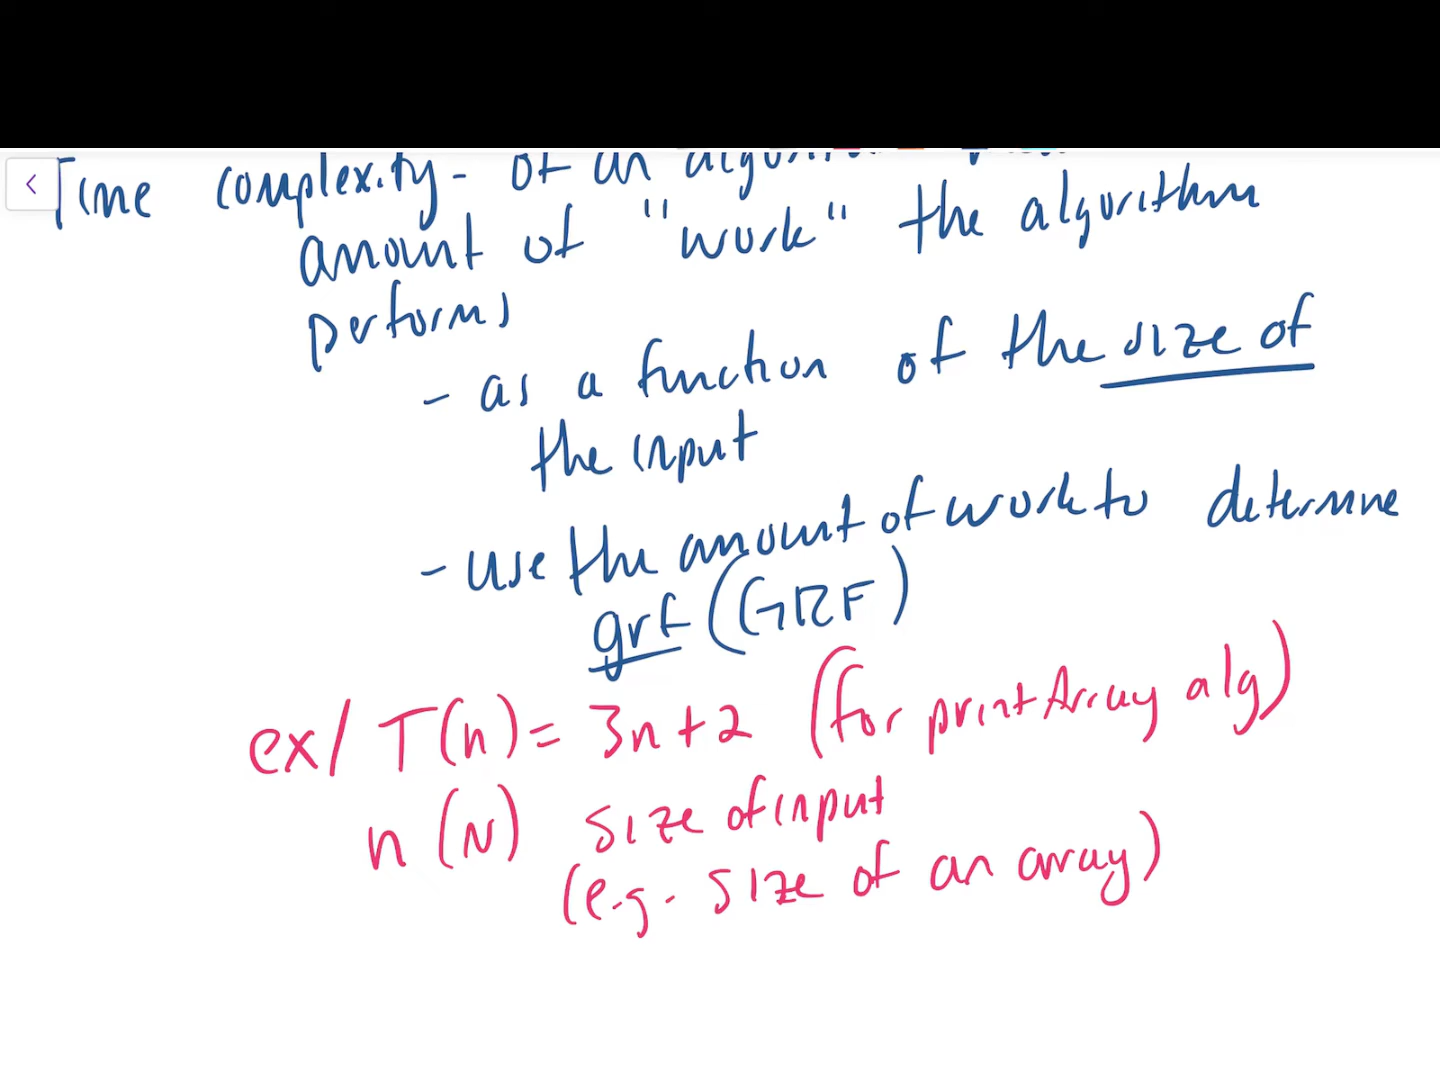 Time complexity - of an
amount of "work" the algorithm
performs
- as a function of the size of
the input
- use the amount of work to determine
grf (GRF)
ex/ T(n) = 3n + 2 (for printArray alg)
n (N) size of input
(e.g. size of an array)